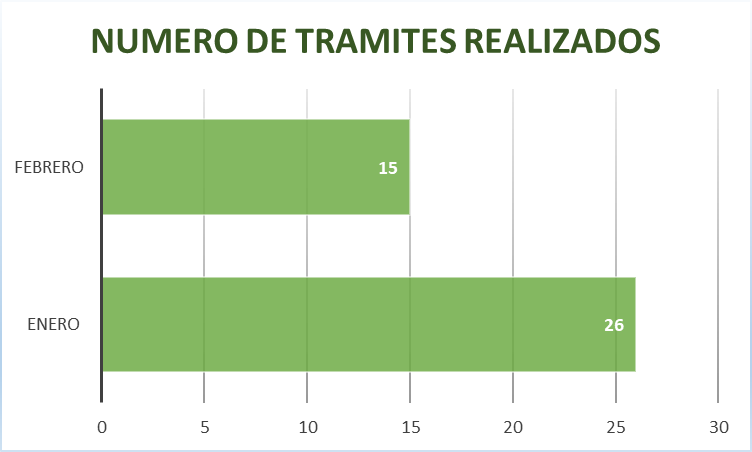 NUMERO DE TRAMITES REALIZADOS
FEBRERO
15
ENERO
26
0 5 10 15 20 25 30